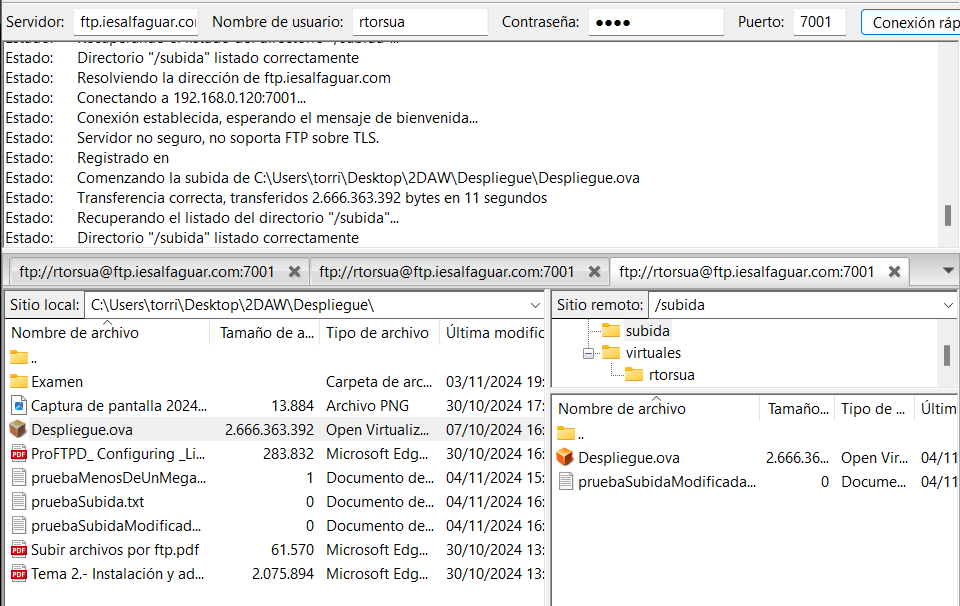 Servidor: ftp.iesalfaguar.co Nombre de usuario: rtorsua Contraseña: ●●●● Puerto: 7001 Conexión ráp
Recuperando el listado del directorio "/subida"...
Estado: Directorio "/subida" listado correctamente
Estado: Resolviendo la dirección de ftp.iesalfaguar.com
Estado: Conectando a 192.168.0.120:7001...
Estado: Conexión establecida, esperando el mensaje de bienvenida...
Estado: Servidor no seguro, no soporta FTP sobre TLS.
Estado: Registrado en
Estado: Comenzando la subida de C:\Users\torri\Desktop\2DAW\Despliegue\Despliegue.ova
Estado: Transferencia correcta, transferidos 2.666.363.392 bytes en 11 segundos
Estado: Recuperando el listado del directorio "/subida"...
Estado: Directorio "/subida" listado correctamente
ftp://rtorsua@ftp.iesalfaguar.com:7001 ftp://rtorsua@ftp.iesalfaguar.com:7001 ftp://rtorsua@ftp.iesalfaguar.com:7001
Sitio local: C:\Users\torri\Desktop\2DAW\Despliegue\
Nombre de archivo Tamaño de a... Tipo de archivo Última modific
..
Examen Carpeta de arc... 03/11/2024 19:
Captura de pantalla 2024... 13.884 Archivo PNG 30/10/2024 17:
Despliegue.ova 2.666.363.392 Open Virtualiz... 07/10/2024 16:
ProFTPD_ Configuring _Li... 283.832 Microsoft Edg... 30/10/2024 16:
pruebaMenosDeUnMega... 1 Documento de... 04/11/2024 15:
pruebaSubida.txt 0 Documento de... 04/11/2024 16:
pruebaSubidaModificad... 0 Documento de... 04/11/2024 16:
Subir archivos por ftp.pdf 61.570 Microsoft Edg... 30/10/2024 13:
Tema 2.- Instalación y ad... 2.075.894 Microsoft Edg... 30/10/2024 13:
Sitio remoto: /subida
subida
virtuales
rtorsua
Nombre de archivo Tamaño... Tipo de ... Últim
..
Despliegue.ova 2.666.36... Open Vir... 04/11
pruebaSubidaModificada... 0 Docume... 04/11